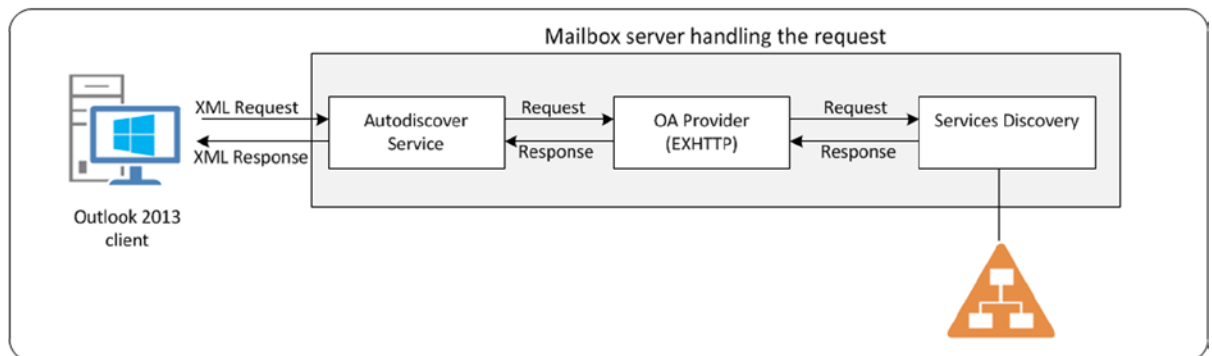 Mailbox server handling the request
XML Request
XML Response
Autodiscover
Service
Request
Response
OA Provider
(EXHTTP)
Request
Response
Services Discovery
Outlook 2013
client